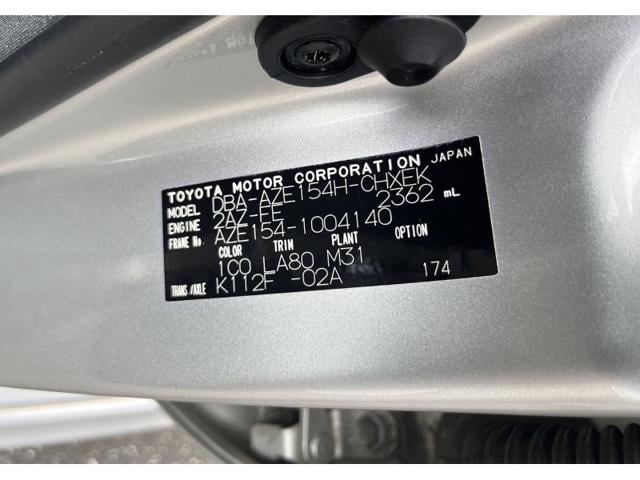 TOYOTA MOTOR CORPORATION JAPAN
MODEL DBA-AZE154H-CHXEK
ENGINE 2AZ-FE 2362 mL
FRAME No. AZE154-1004140
COLOR TRIM PLANT OPTION
1C0 LA80 M31
TRANS./AXLE K112F -02A 174